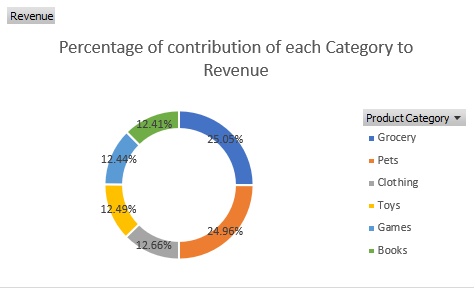 Revenue
Percentage of contribution of each Category to
Revenue
12.41%
25.05%
12.44%
12.49%
24.96%
12.66%
Product Category
Grocery
Pets
Clothing
Toys
Games
Books